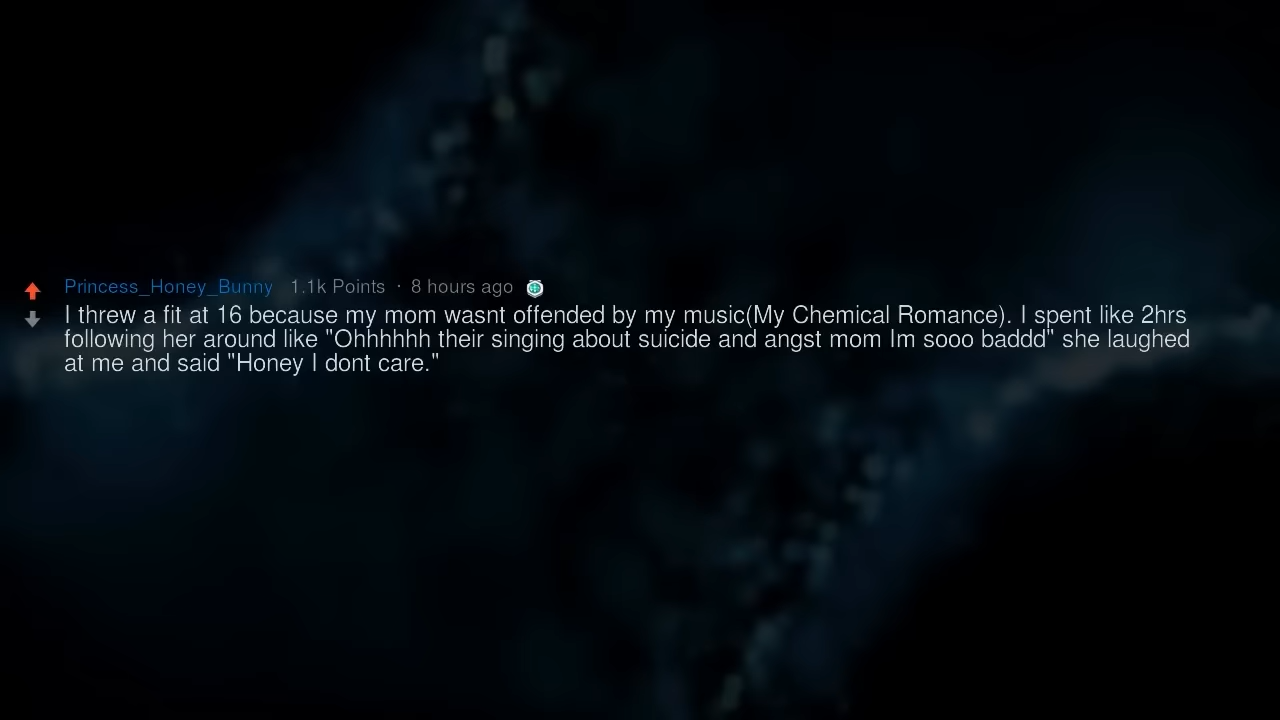 Princess_Honey_Bunny 1.1k Points · 8 hours ago
I threw a fit at 16 because my mom wasnt offended by my music(My Chemical Romance). I spent like 2hrs
following her around like "Ohhhhhh their singing about suicide and angst mom Im sooo baddd" she laughed
at me and said "Honey I dont care."